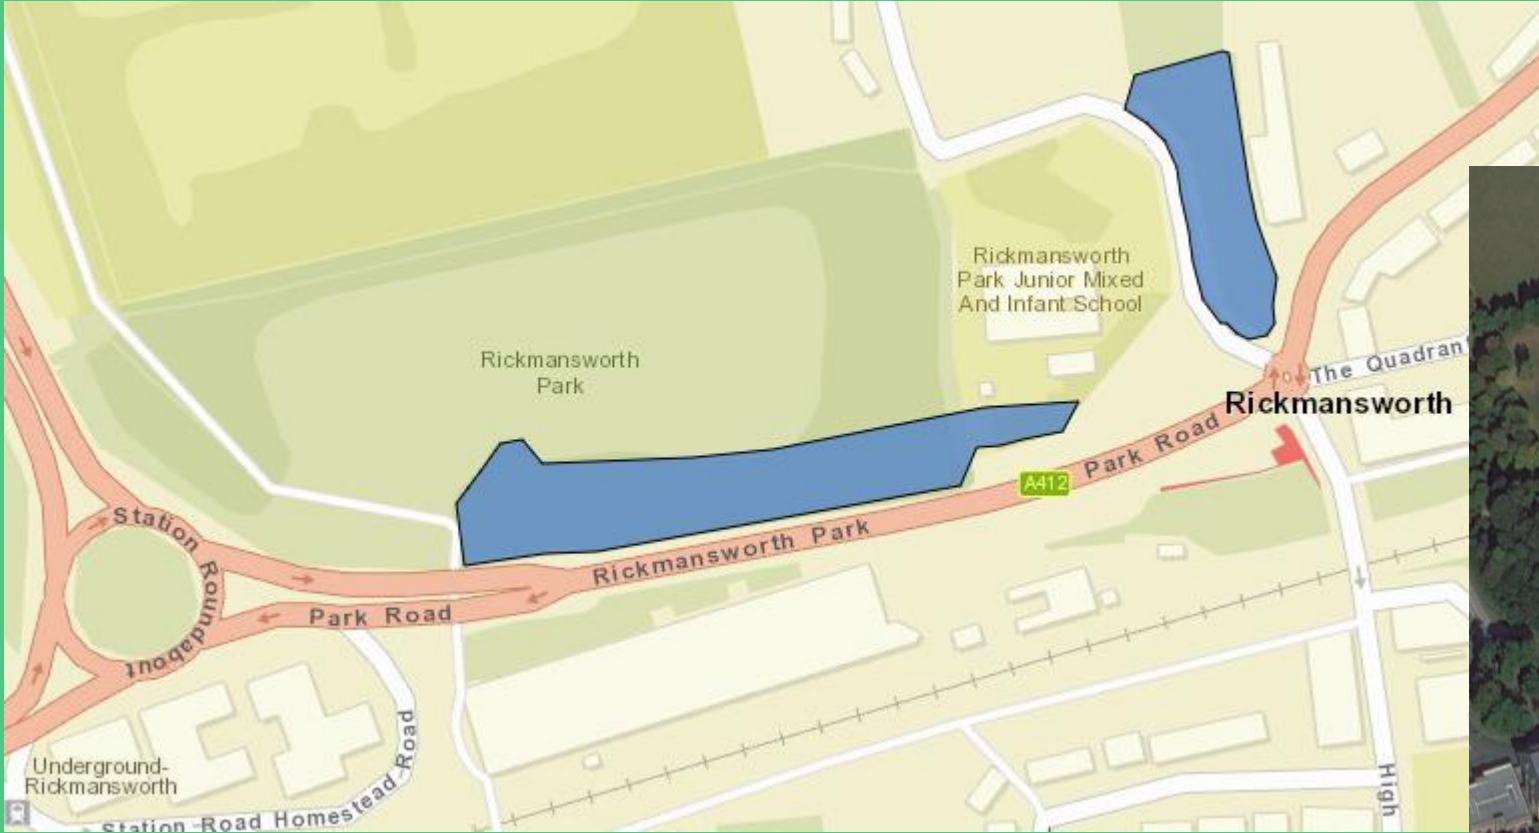 Rickmansworth
Park Junior Mixed
And Infant School
Rickmansworth
Park
The Quadrant
Rickmansworth
Park Road
A412
Rickmansworth Park
Station Roundabout
Park Road
Underground-
Rickmansworth
Station Road Homestead Road
High